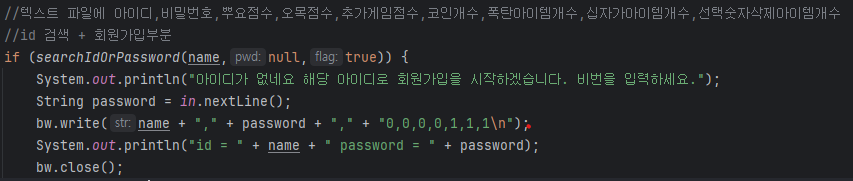 //텍스트 파일에 아이디,비밀번호,뿌요점수,오목점수,추가게임점수,코인개수,폭탄아이템개수,십자가아이템개수,선택숫자삭제아이템개수
//id 검색 + 회원가입부분
if (searchIdOrPassword(name, pwd: null, flag: true)) {
System.out.println("아이디가 없네요 해당 아이디로 회원가입을 시작하겠습니다. 비번을 입력하세요.");
String password = in.nextLine();
bw.write( str: name + "," + password + "," + "0,0,0,0,1,1,1\n");
System.out.println("id = " + name + " password = " + password);
bw.close();